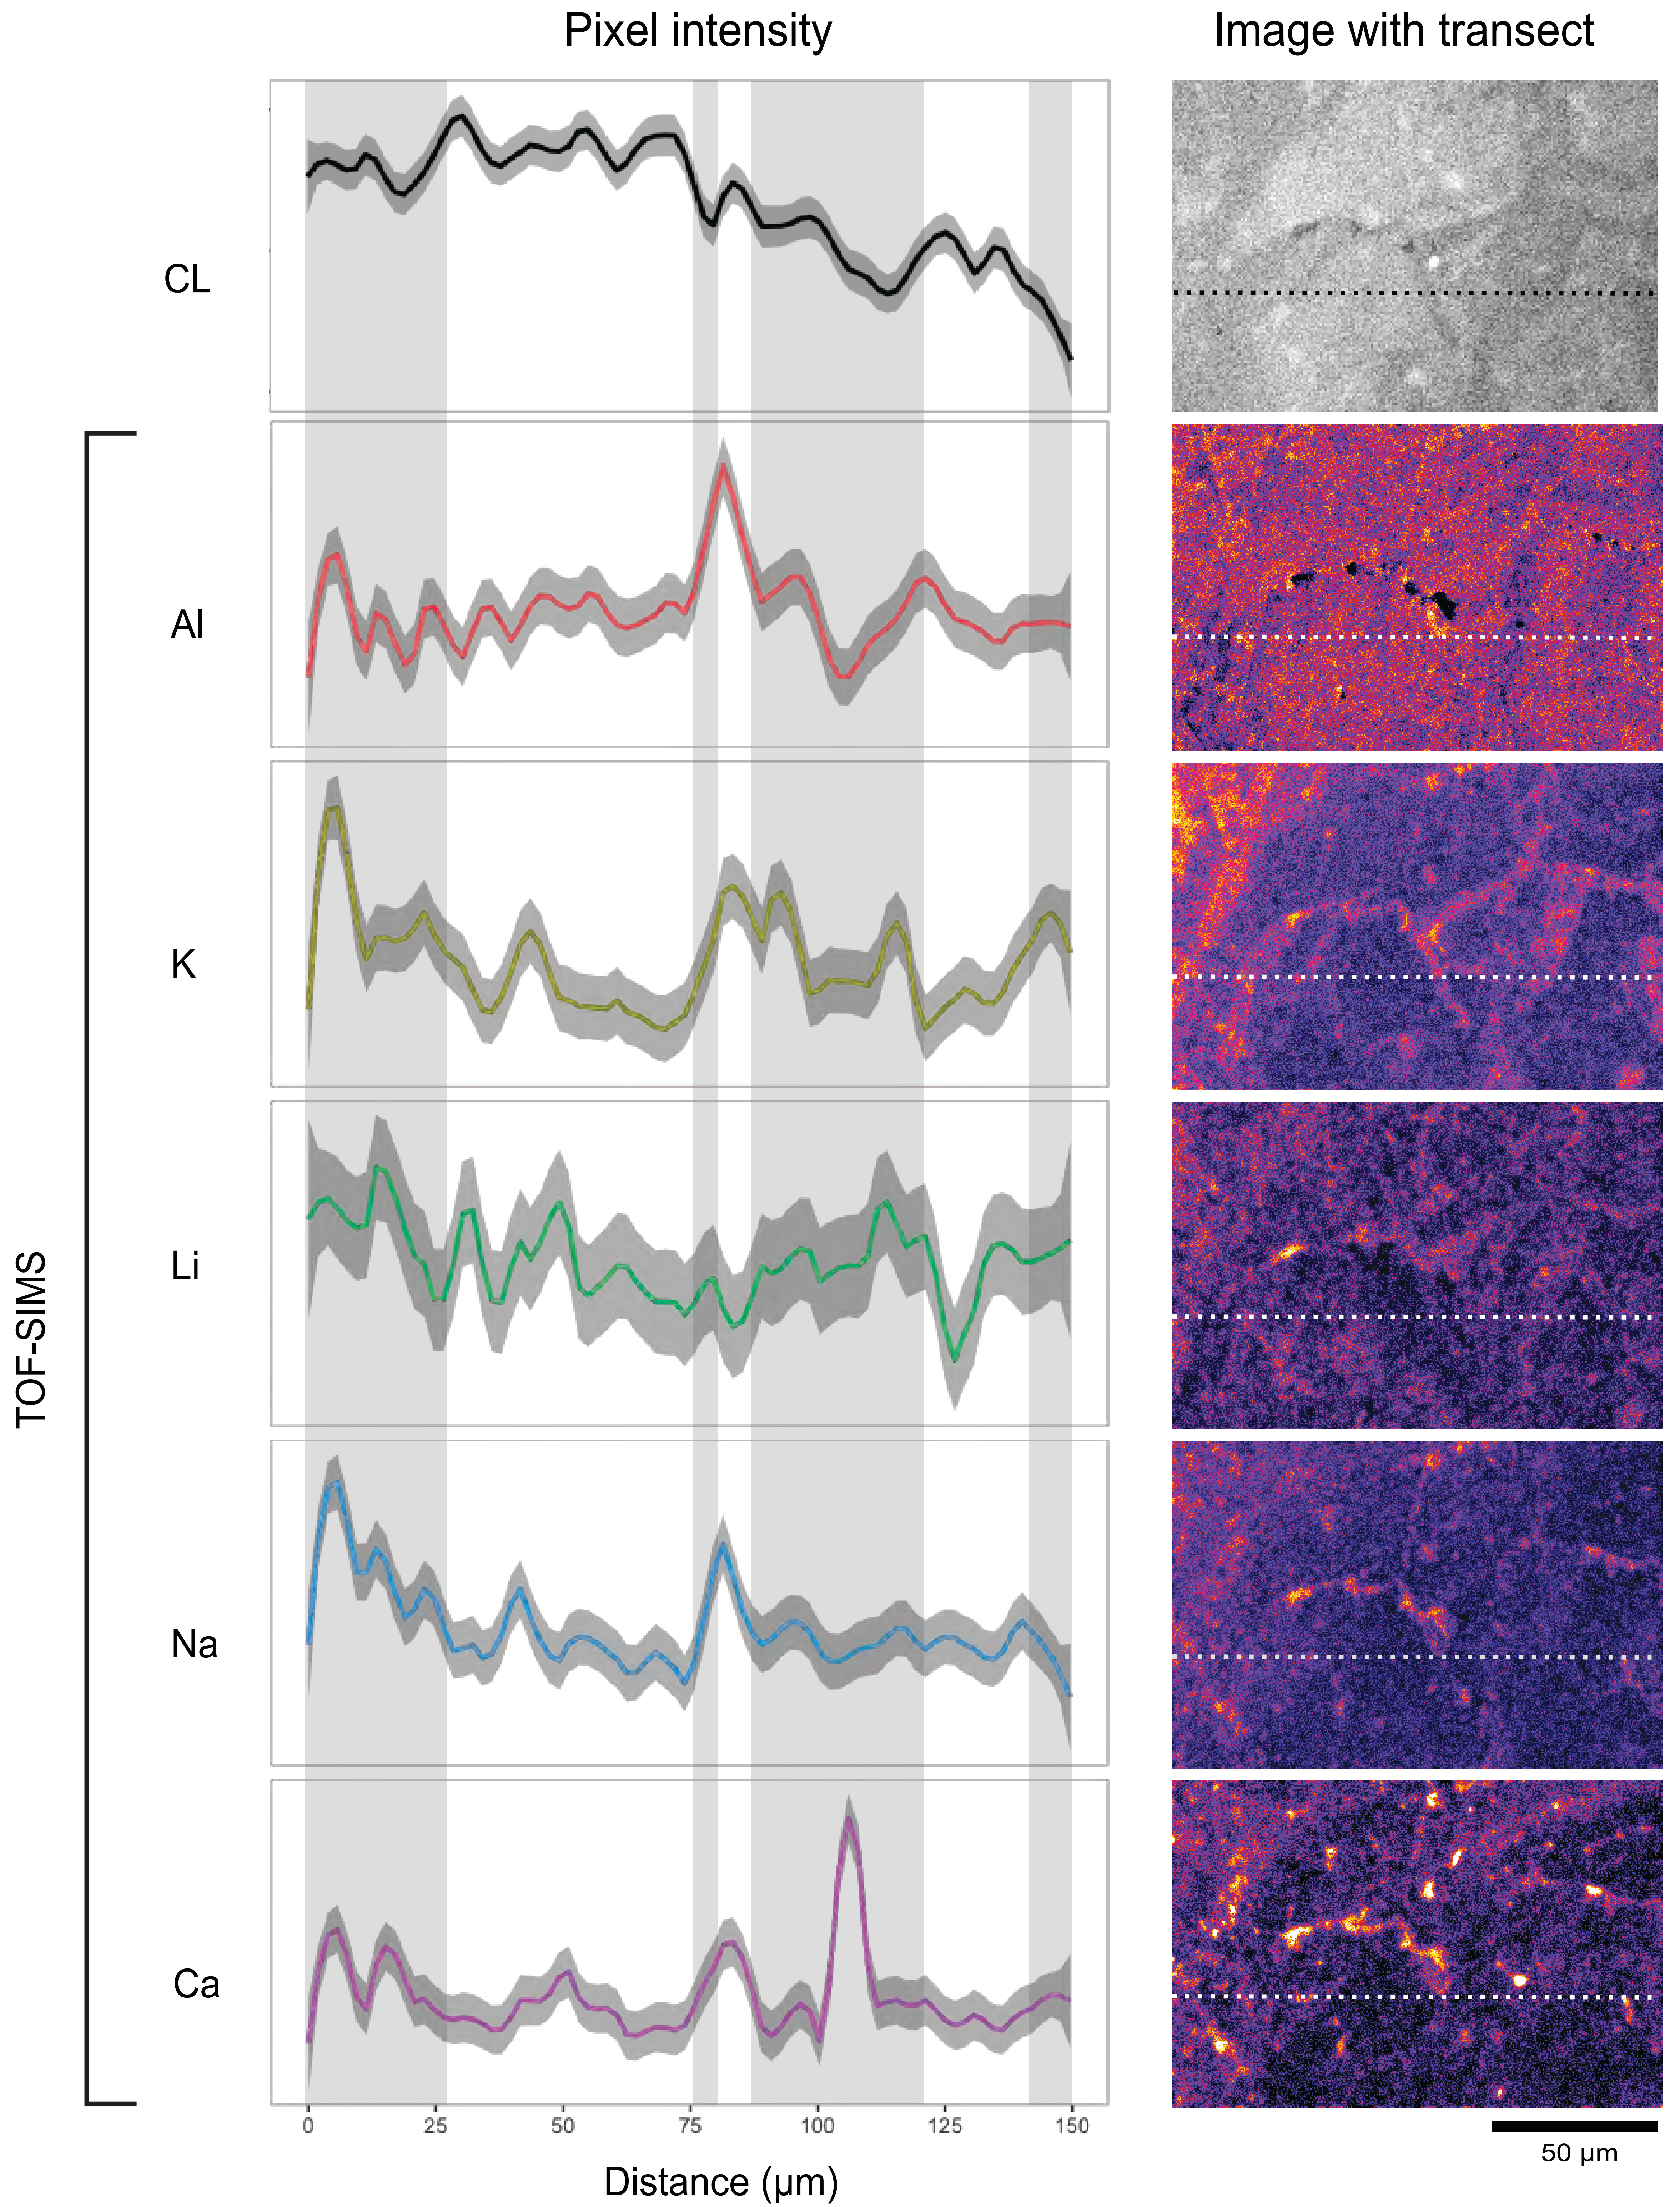 Pixel intensity
Image with transect
CL
Al
K
Li
Na
Ca
TOF-SIMS
0 25 50 75 100 125 150
Distance (µm)
50 µm